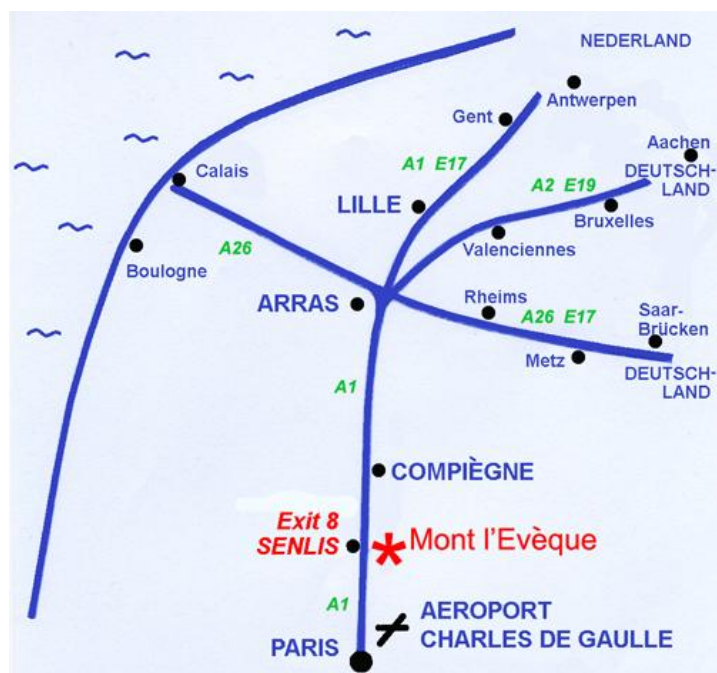 NEDERLAND
Antwerpen
Gent
Aachen
DEUTSCH-
LAND
Calais
A1 E17
A2 E19
LILLE
Bruxelles
Valenciennes
A26
Boulogne
ARRAS
Rheims
A26 E17
Saar-
Brücken
Metz
DEUTSCH-
LAND
A1
COMPIÈGNE
Exit 8
SENLIS
Mont l'Evèque
A1
AEROPORT
CHARLES DE GAULLE
PARIS